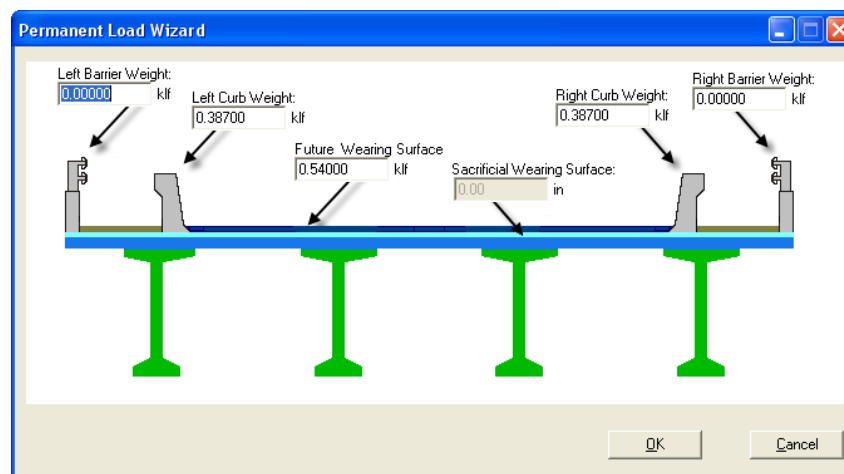 Permanent Load Wizard
Left Barrier Weight:
0.00000 klf
Left Curb Weight:
0.38700 klf
Future Wearing Surface
0.54000 klf
Sacrificial Wearing Surface:
0.00 in
Right Curb Weight:
0.38700 klf
Right Barrier Weight:
0.00000 klf
OK
Cancel